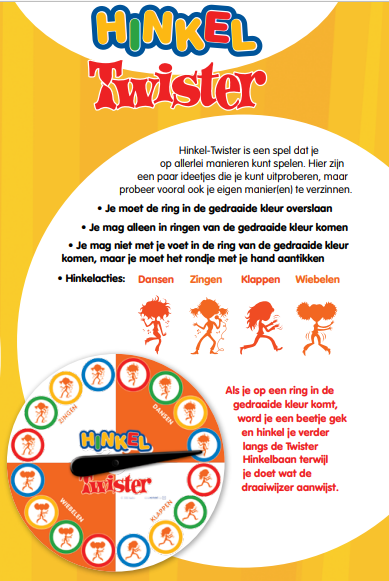 HINKEL
Twister
Hinkel-Twister is een spel dat je
op allerlei manieren kunt spelen. Hier zijn
een paar ideetjes die je kunt uitproberen, maar
probeer vooral ook je eigen manier(en) te verzinnen.
• Je moet de ring in de gedraaide kleur overslaan
• Je mag alleen in ringen van de gedraaide kleur komen
• Je mag niet met je voet in de ring van de gedraaide kleur
komen, maar je moet het rondje met je hand aantikken
• Hinkelacties: Dansen Zingen Klappen Wiebelen
Als je op een ring in de
gedraaide kleur komt,
word je een beetje gek
en hinkel je verder
langs de Twister
Hinkelbaan terwijl
je doet wat de
draaiwijzer aanwijst.
ZINGEN
DANSEN
HINKEL
Twister
WIEBELEN
KLAPPEN